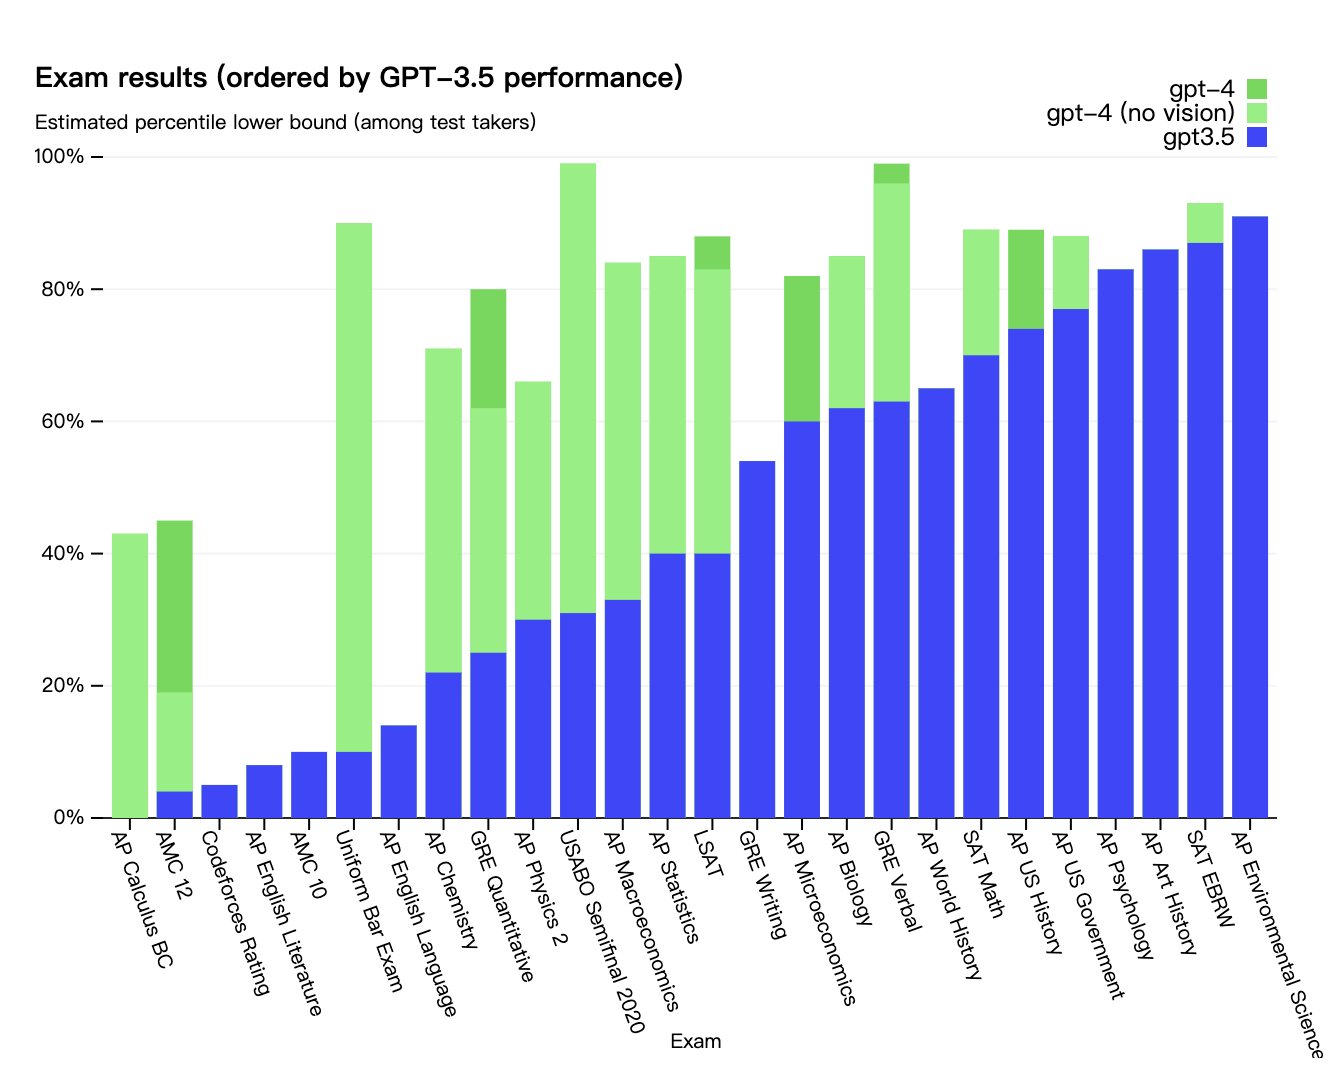 Exam results (ordered by GPT–3.5 performance)
Estimated percentile lower bound (among test takers)
gpt–4
gpt–4 (no vision)
gpt3.5
100%
80%
60%
40%
20%
0%
AP Calculus BC
AMC 12
Codeforces Rating
AP English Literature
AMC 10
Uniform Bar Exam
AP English Language
AP Chemistry
GRE Quantitative
AP Physics 2
USABO Semifinal 2020
AP Macroeconomics
AP Statistics
LSAT
GRE Writing
AP Microeconomics
AP Biology
GRE Verbal
AP World History
SAT Math
AP US History
AP US Government
AP Psychology
AP Art History
SAT EBRW
AP Environmental Science
Exam